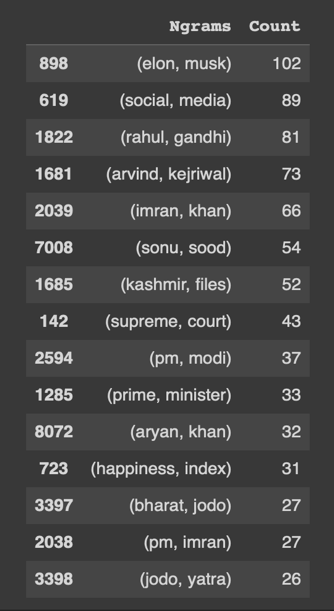 Ngrams Count
898 (elon, musk) 102
619 (social, media) 89
1822 (rahul, gandhi) 81
1681 (arvind, kejriwal) 73
2039 (imran, khan) 66
7008 (sonu, sood) 54
1685 (kashmir, files) 52
142 (supreme, court) 43
2594 (pm, modi) 37
1285 (prime, minister) 33
8072 (aryan, khan) 32
723 (happiness, index) 31
3397 (bharat, jodo) 27
2038 (pm, imran) 27
3398 (jodo, yatra) 26